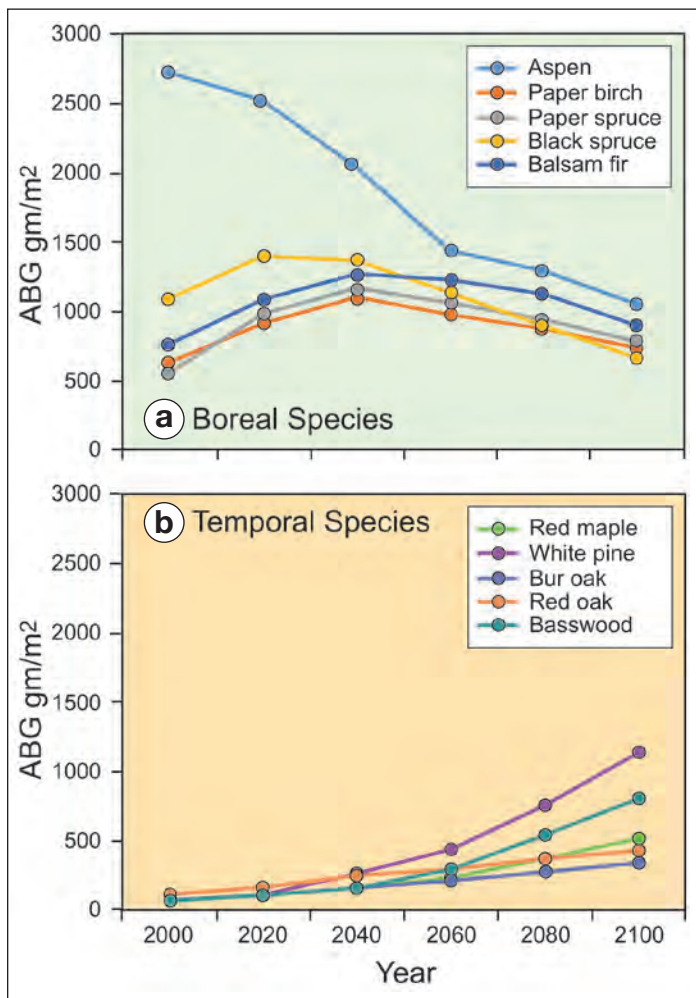 3000
2500
2000
1500
1000
500
0
ABG gm/m2
Aspen
Paper birch
Paper spruce
Black spruce
Balsam fir
a Boreal Species
3000
2500
2000
1500
1000
500
0
ABG gm/m2
b Temporal Species
Red maple
White pine
Bur oak
Red oak
Basswood
2000 2020 2040 2060 2080 2100
Year